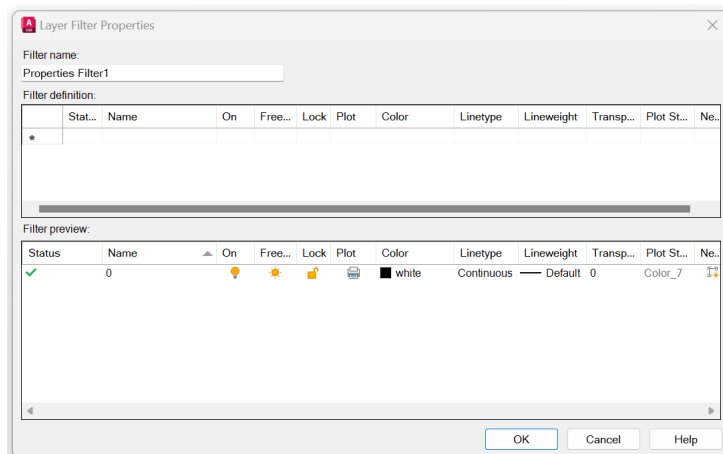 Layer Filter Properties
Filter name:
Properties Filter1
Filter definition:
Stat... Name On Free... Lock Plot Color Linetype Lineweight Transp... Plot St... Ne..
*
Filter preview:
Status Name On Free... Lock Plot Color Linetype Lineweight Transp... Plot St... Ne..
0 white Continuous Default 0 Color_7
OK Cancel Help